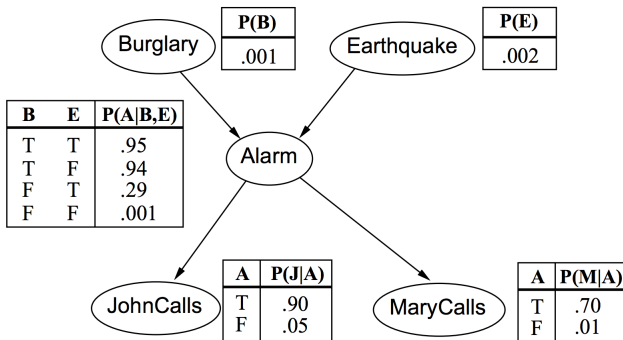 Burglary
P(B)
.001
Earthquake
P(E)
.002
B E P(A|B,E)
T T .95
T F .94
F T .29
F F .001
Alarm
JohnCalls
A P(J|A)
T .90
F .05
MaryCalls
A P(M|A)
T .70
F .01